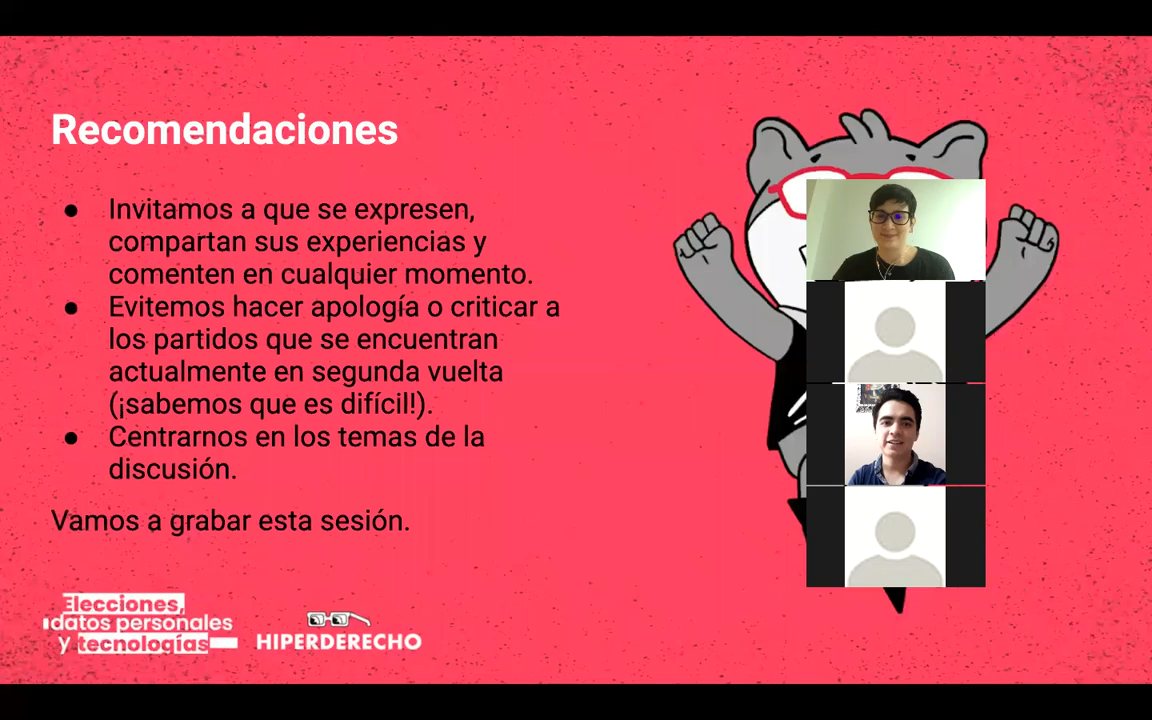 Recomendaciones
● Invitamos a que se expresen,
compartan sus experiencias y
comenten en cualquier momento.
● Evitemos hacer apología o criticar a
los partidos que se encuentran
actualmente en segunda vuelta
(¡sabemos que es difícil!).
● Centrarnos en los temas de la
discusión.
Vamos a grabar esta sesión.
Elecciones,
datos personales
y tecnologías
HIPERDERECHO